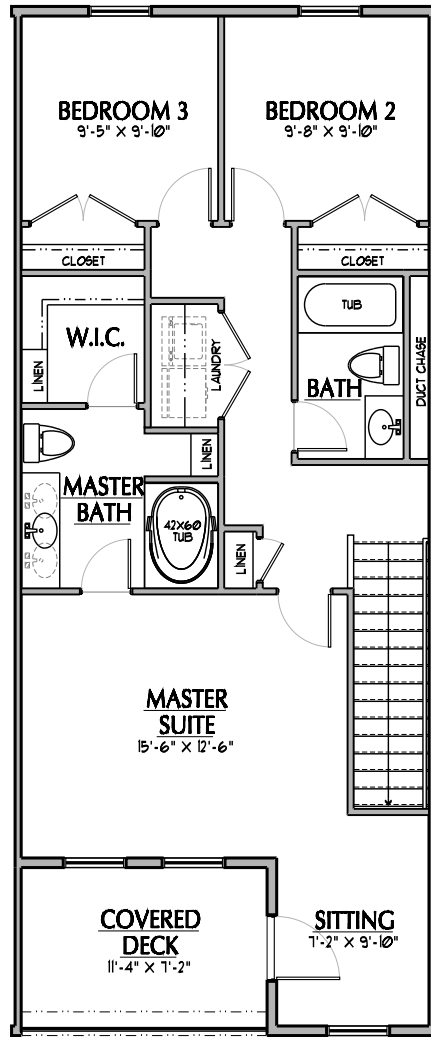 BEDROOM 3
9'-5" X 9'-10"
BEDROOM 2
9'-8" X 9'-10"
CLOSET
CLOSET
W.I.C.
LINEN
LAUNDRY
TUB
BATH
DUCT CHASE
LINEN
MASTER
BATH
42X60
TUB
LINEN
MASTER
SUITE
15'-6" X 12'-6"
COVERED
DECK
11'-4" X 7'-2"
SITTING
7'-2" X 9'-10"